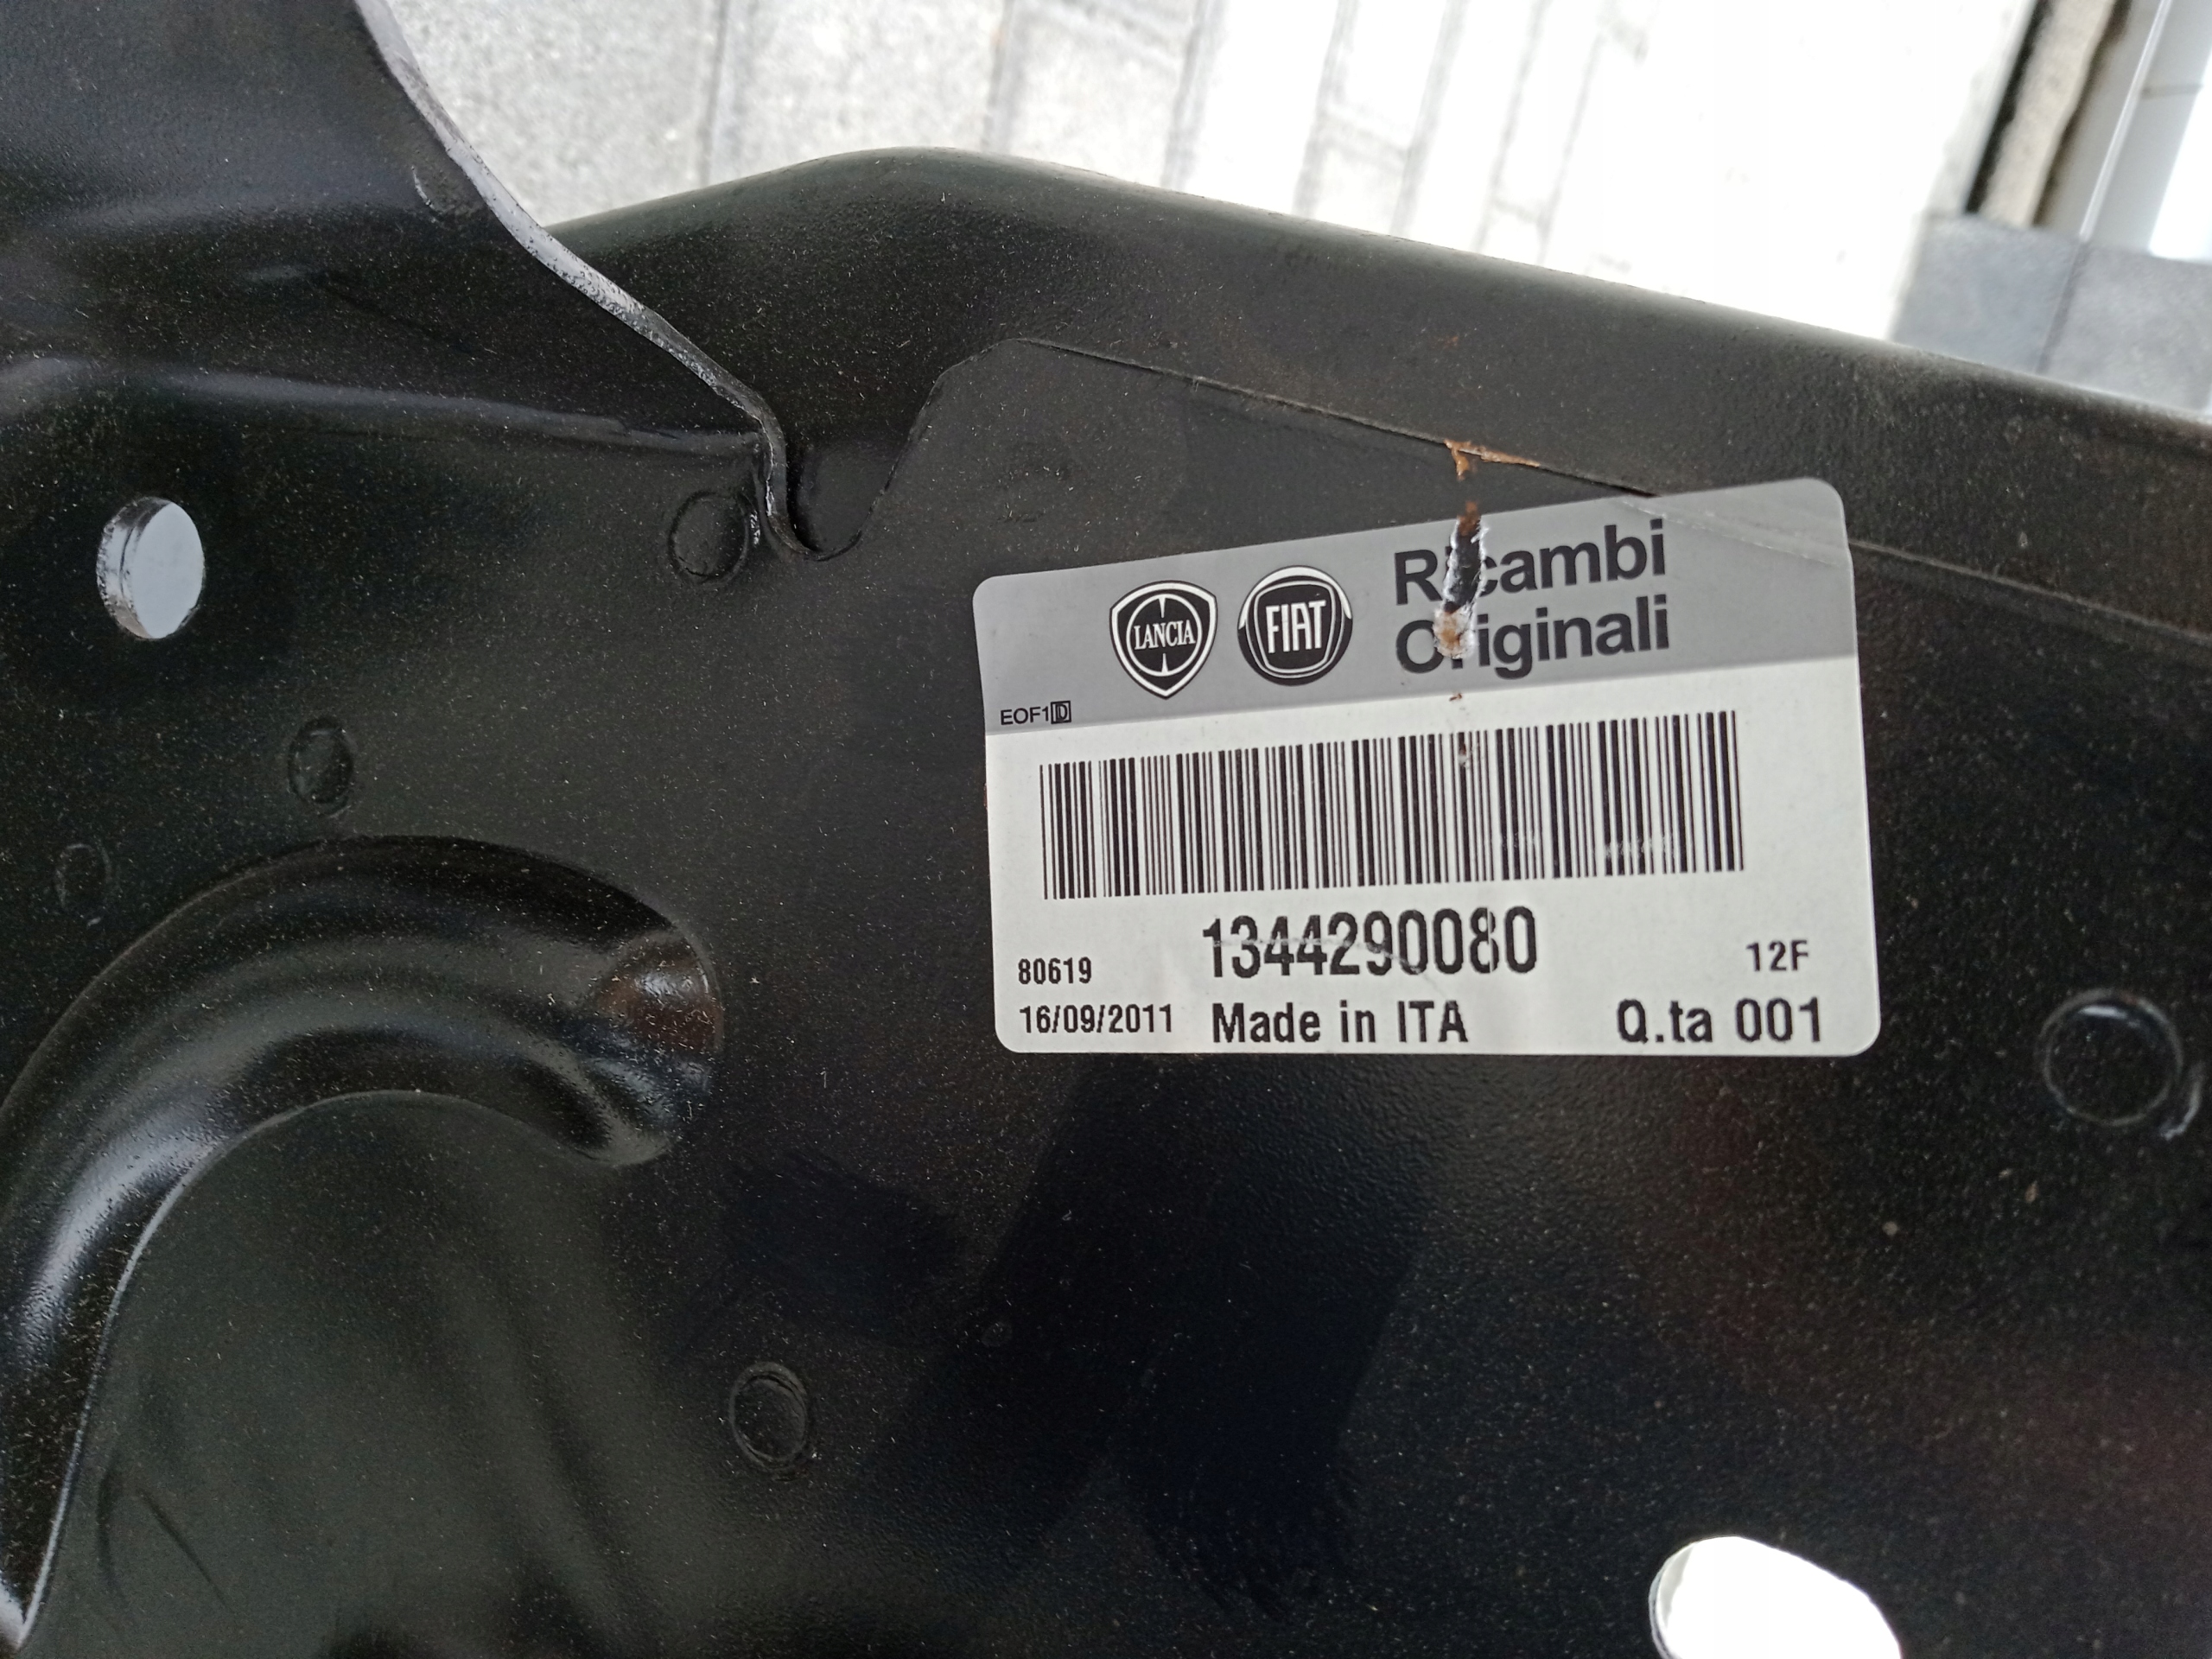 LANCIA FIAT Ricambi
Originali
EOF1D
1344290080
80619 12F
16/09/2011 Made in ITA Q.ta 001